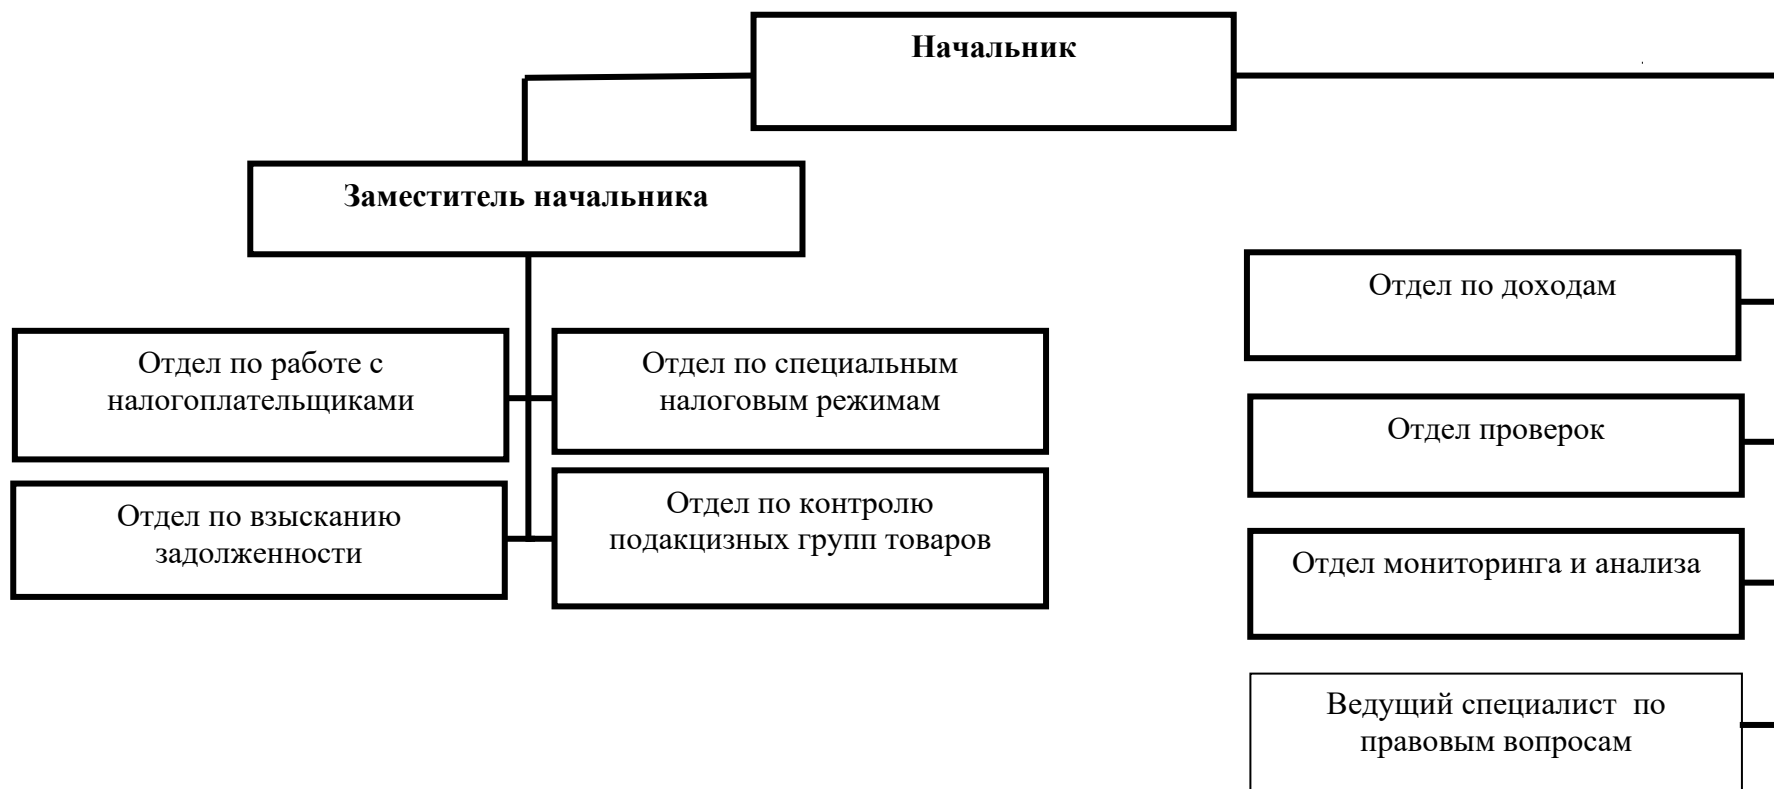 Начальник
Заместитель начальника
Отдел по работе с
налогоплательщиками
Отдел по специальным
налоговым режимам
Отдел по взысканию
задолженности
Отдел по контролю
подакцизных групп товаров
Отдел по доходам
Отдел проверок
Отдел мониторинга и анализа
Ведущий специалист  по
правовым вопросам